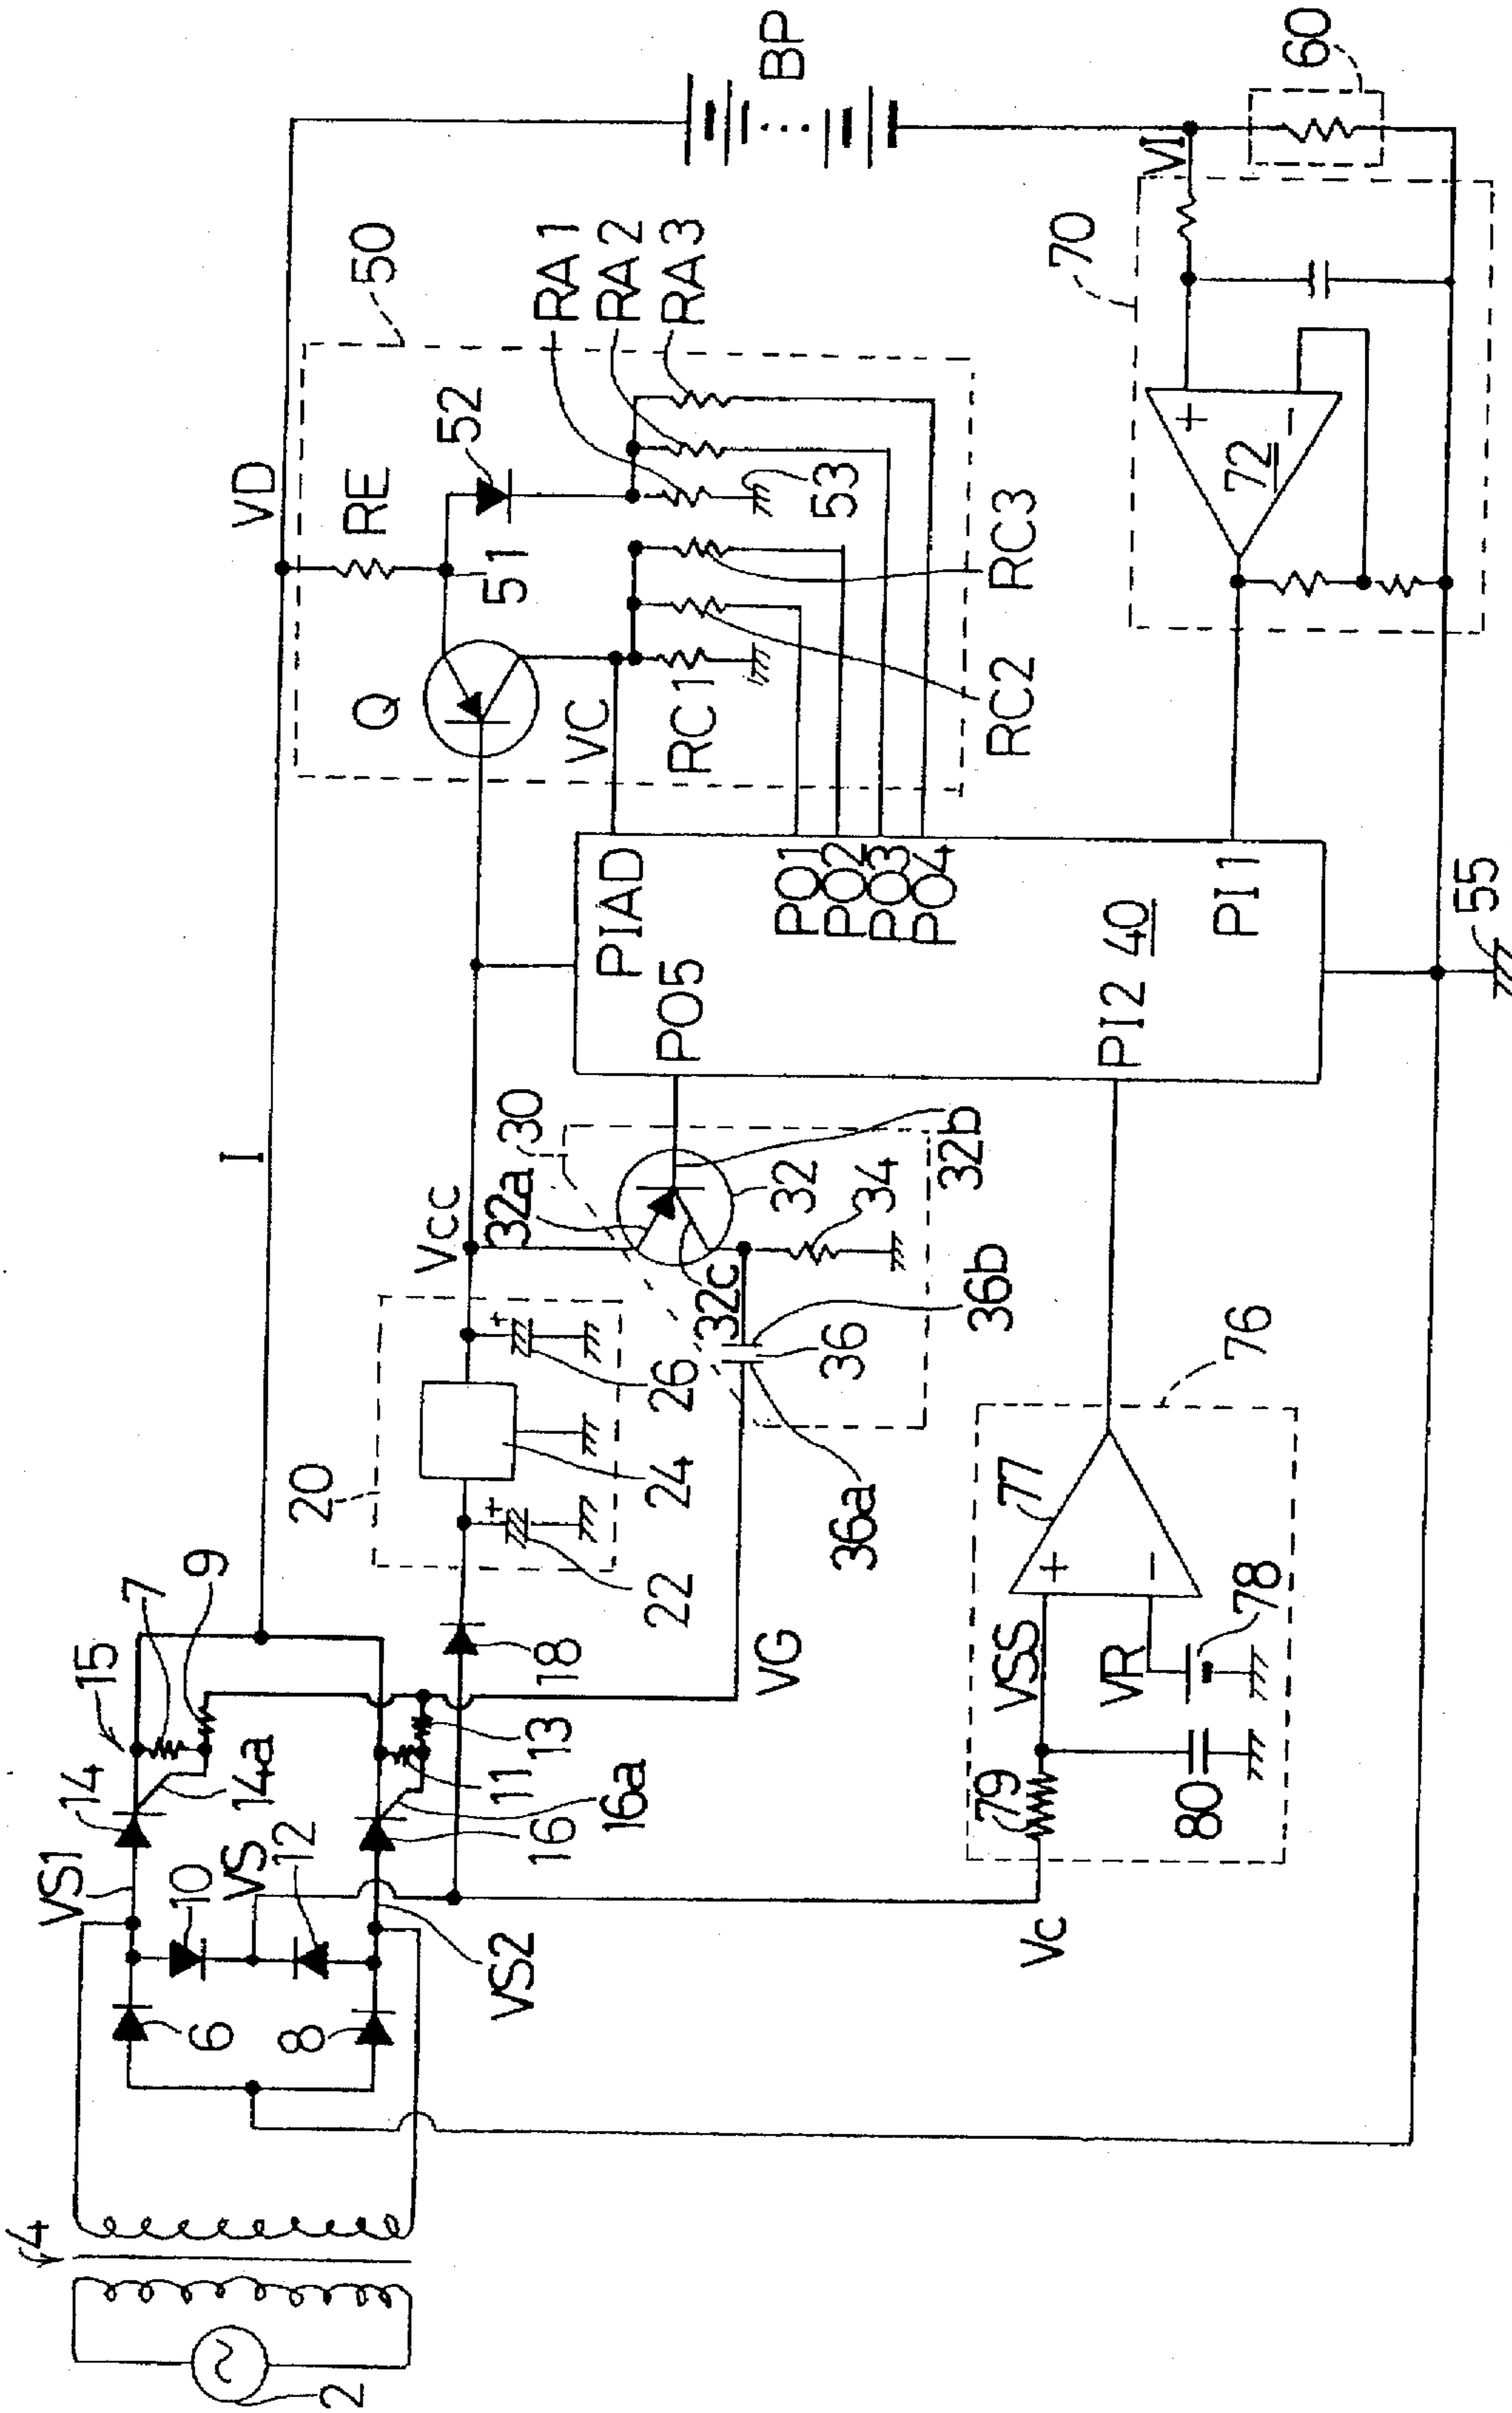 2
4
VS1
14
15
7
9
6
10
VS
12
14a
8
VS2
16
16a
11
13
18
VG
20
22
24
26
Vcc
I
30
32a
32
32b
32c
34
36
36a
36b
VD
RE
50
Q
51
52
53
VC
RC1
RC2
RC3
RA1
RA2
RA3
BP
PIAD
PO1
PO2
PO3
PO4
PO5
PI2
40
PI1
Vc
79
80
VSS
VR
78
77
+
−
76
70
72
+
−
VI
60
55
+
+